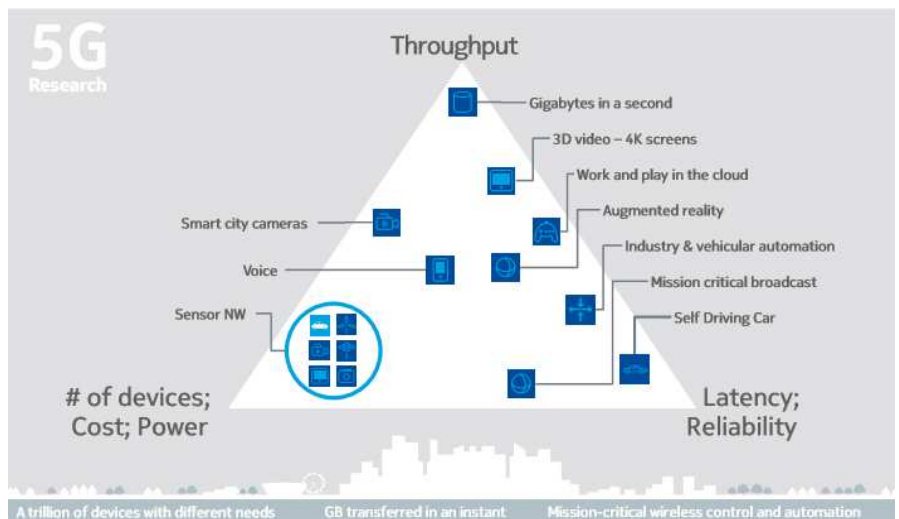 5G
Research
Throughput
Gigabytes in a second
3D video – 4K screens
Work and play in the cloud
Augmented reality
Smart city cameras
Industry & vehicular automation
Voice
Mission critical broadcast
Sensor NW
Self Driving Car
# of devices;
Cost; Power
Latency;
Reliability
A trillion of devices with different needs
GB transferred in an instant
Mission-critical wireless control and automation